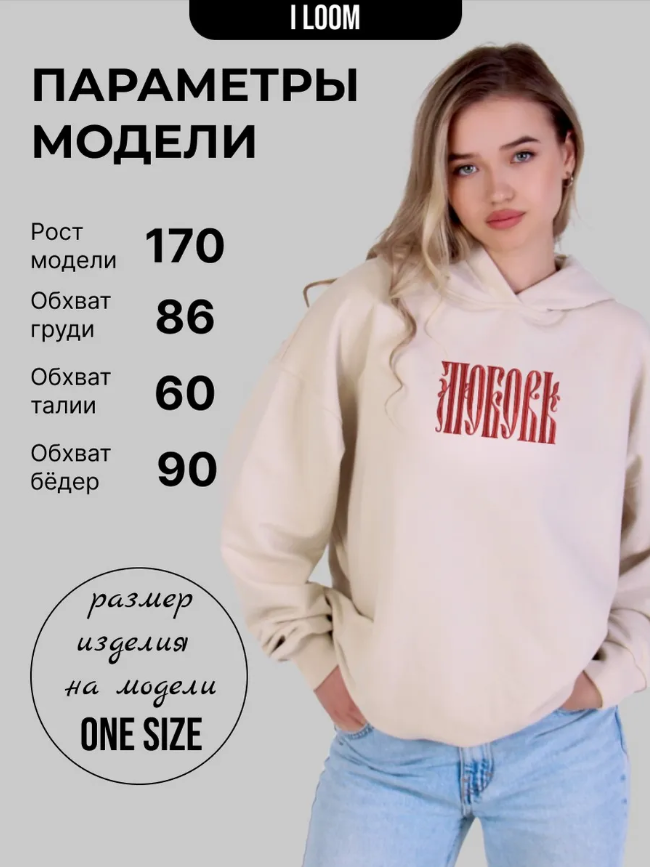 I LOOM
ПАРАМЕТРЫ
МОДЕЛИ
Рост
модели
170
Обхват
груди
86
Обхват
талии
60
Обхват
бёдер
90
ЛЮБОВЬ
размер
изделия
на модели
ONE SIZE